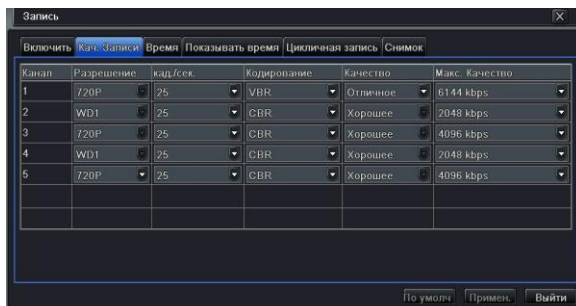 Запись
Включить Кач. Записи Время Показывать время Цикличная запись Снимок
Канал Разрешение кад./сек. Кодирование Качество Макс. Качество
1 720P 25 VBR Отличное 6144 kbps
2 WD1 25 CBR Хорошее 2048 kbps
3 720P 25 CBR Хорошее 4096 kbps
4 WD1 25 CBR Хорошее 2048 kbps
5 720P 25 CBR Хорошее 4096 kbps
По умолч Примен. Выйти